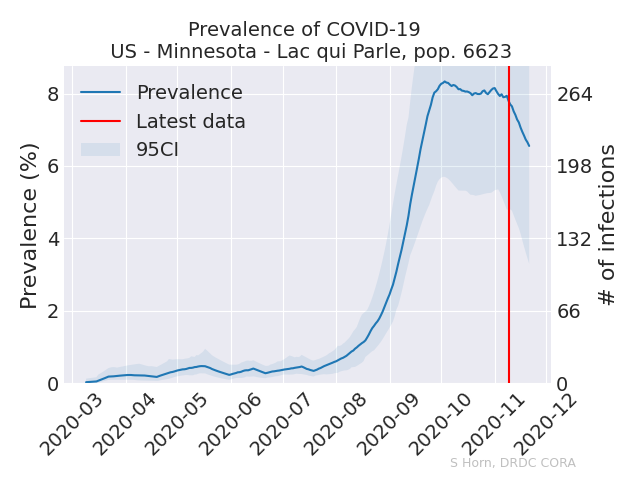 Prevalence of COVID-19
US - Minnesota - Lac qui Parle, pop. 6623
Prevalence
Latest data
95CI
Prevalence (%)
8
6
4
2
0
264
198
132
66
0
# of infections
2020-03
2020-04
2020-05
2020-06
2020-07
2020-08
2020-09
2020-10
2020-11
2020-12
S Horn, DRDC CORA